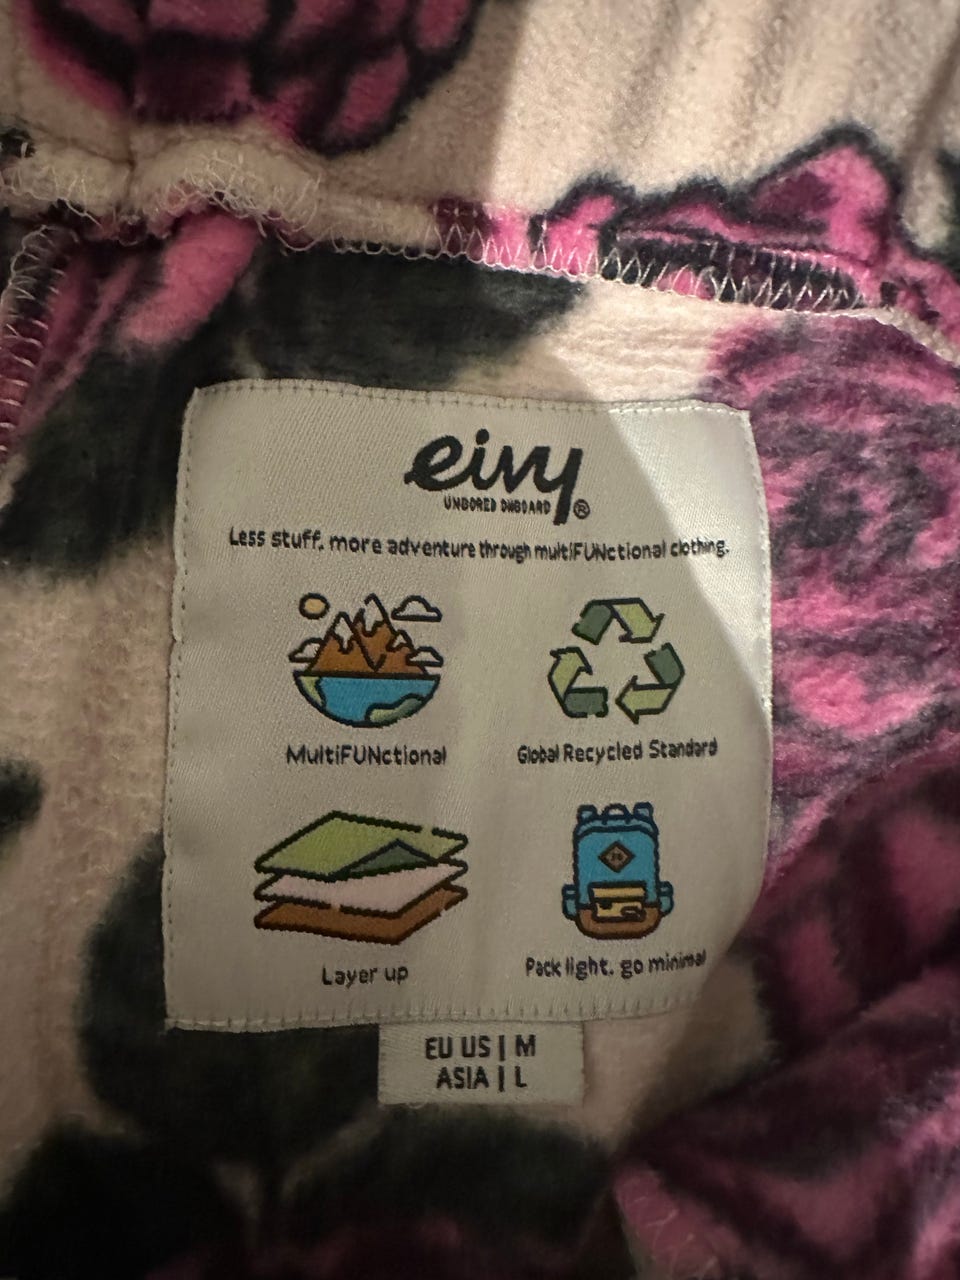 eivy
UNBORED ONBOARD ®
Less stuff, more adventure through multiFUNctional clothing.
MultiFUNctional
Global Recycled Standard
Layer up
Pack light, go minimal
EU US | M
ASIA | L